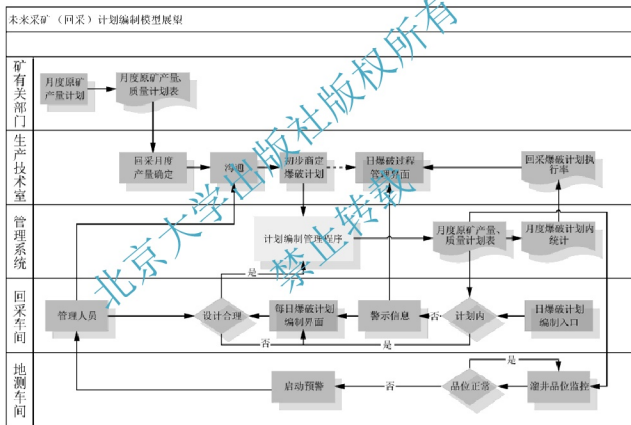 未来采矿（回采）计划编制模型展望
矿有关部门
月度原矿
产量计划
月度原矿产量、
质量计划表
生产技术室
回采月度
产量确定
沟通
初步商定
爆破计划
日爆破过程
管理界面
回采爆破计划执
行率
管理系统
计划编制管理程序
月度原矿产量、
质量计划表
月度爆破计划内
统计
是
回采车间
管理人员
设计合理
每日爆破计划
编制界面
警示信息
否
计划内
日爆破计划
编制入口
否
是
地测车间
启动预警
否
品位正常
是
溜井品位监控
北京大学出版社版权所有
禁止转载